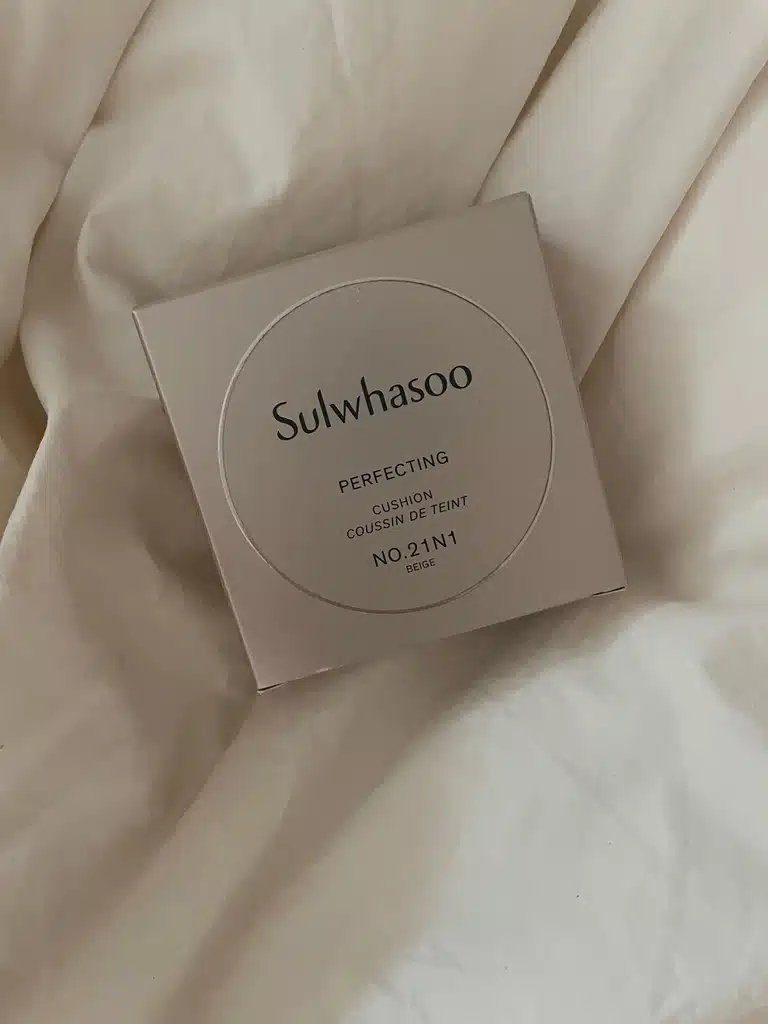 Sulwhasoo
PERFECTING
CUSHION
COUSSIN DE TEINT
NO.21N1
BEIGE